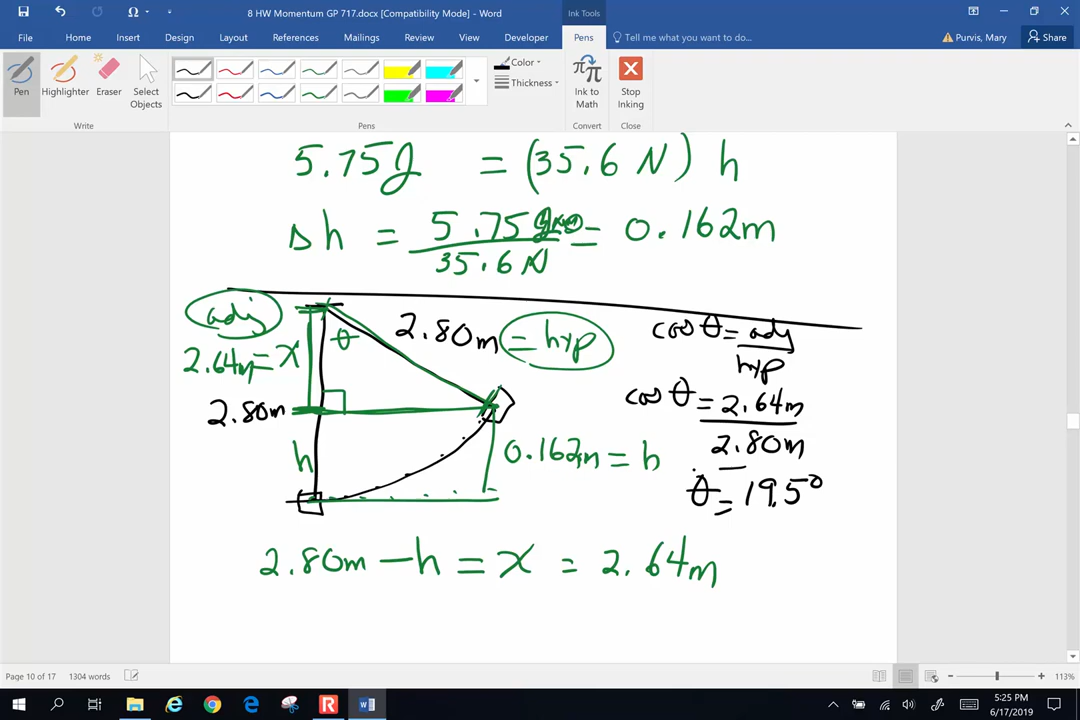 8 HW Momentum GP 717.docx [Compatibility Mode] - Word
Ink Tools
File Home Insert Design Layout References Mailings Review View Developer Pens Tell me what you want to do... Purvis, Mary Share
Pen Highlighter Eraser Select Objects
Color
Thickness
Ink to Math
Stop Inking
Write Pens Convert Close
5.75J = (35.6 N) h
Δh = 5.75 / 35.6 N = 0.162m
adj
θ
2.80m = hyp
cos θ = adj / hyp
2.64m = x
2.80m
cos θ = 2.64m / 2.80m
h
0.162m = h
θ = 19.5°
2.80m - h = x = 2.64m
Page 10 of 17 1304 words 113%
5:25 PM
6/17/2019